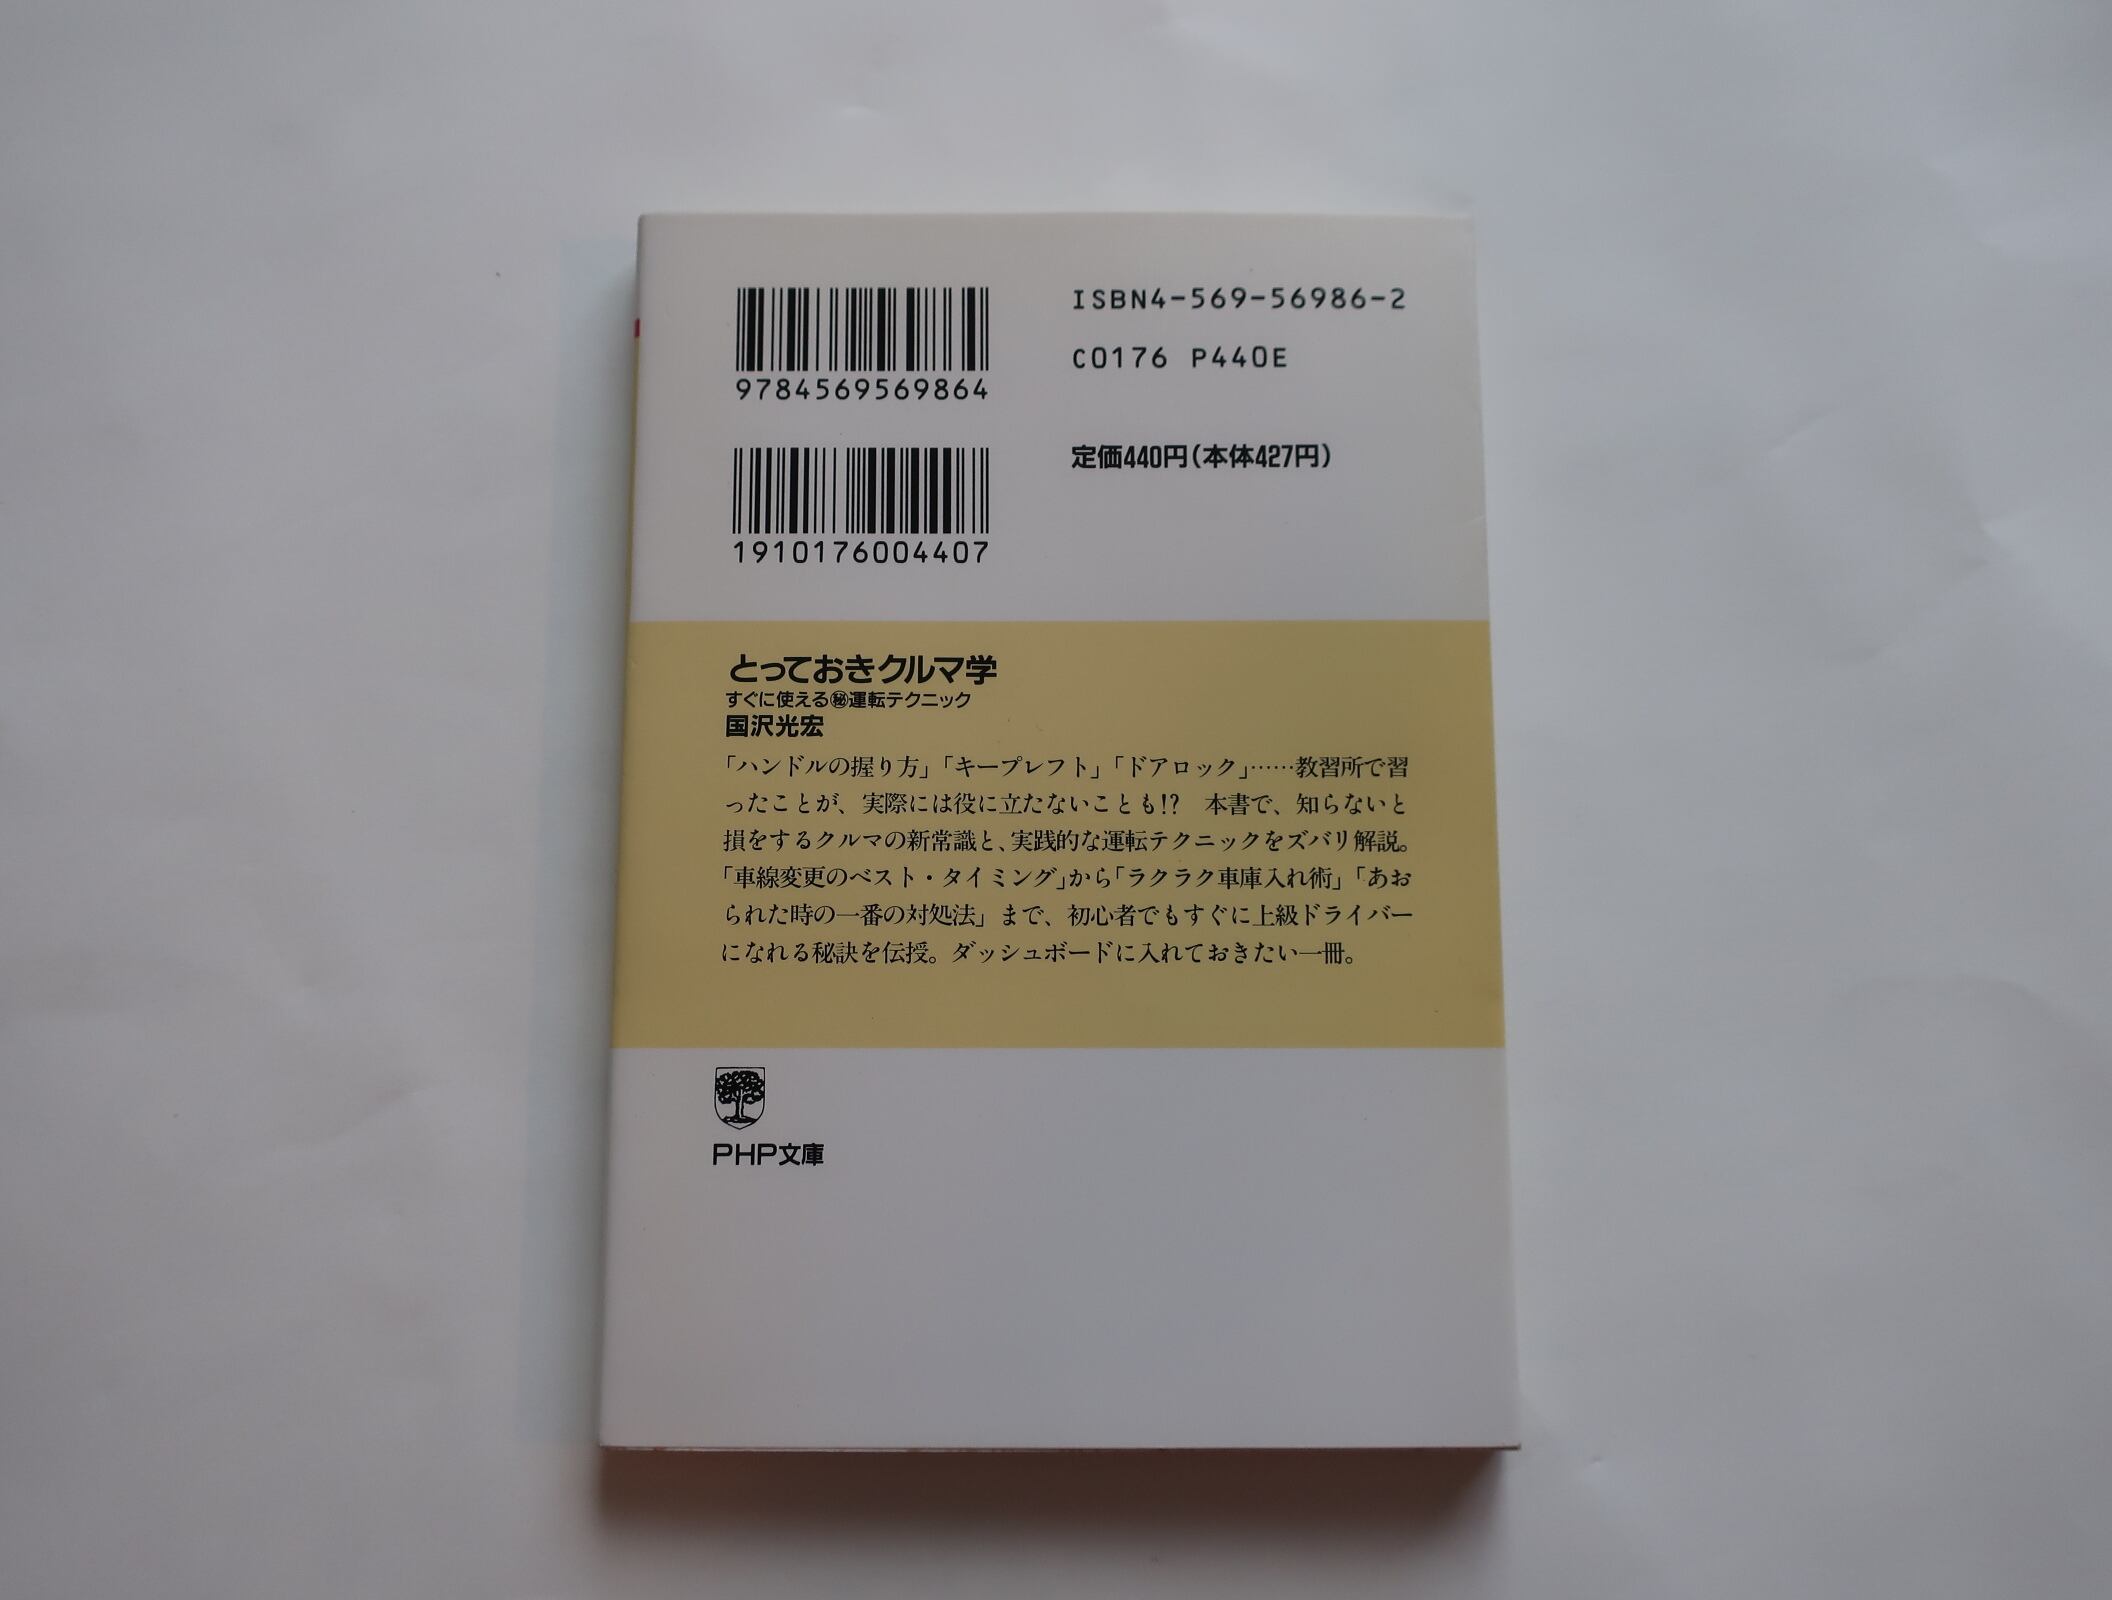 9784569569864
ISBN4-569-56986-2
C0176 P440E
1910176004407
定価440円(本体427円)
とっておきクルマ学
すぐに使える㊙運転テクニック
国沢光宏
「ハンドルの握り方」「キープレフト」「ドアロック」……教習所で習
ったことが、実際には役に立たないことも!? 本書で、知らないと
損をするクルマの新常識と、実践的な運転テクニックをズバリ解説。
「車線変更のベスト・タイミング」から「ラクラク車庫入れ術」「あお
られた時の一番の対処法」まで、初心者でもすぐに上級ドライバー
になれる秘訣を伝授。ダッシュボードに入れておきたい一冊。
PHP文庫